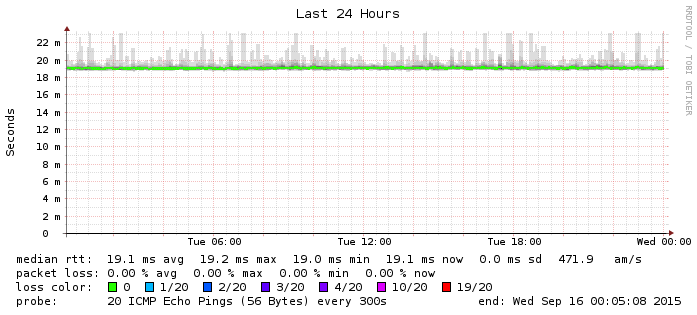 Last 24 Hours
RRDTOOL / TOBI OETIKER
Seconds
22 m
20 m
18 m
16 m
14 m
12 m
10 m
8 m
6 m
4 m
2 m
0
Tue 06:00 Tue 12:00 Tue 18:00 Wed 00:00
median rtt: 19.1 ms avg 19.2 ms max 19.0 ms min 19.1 ms now 0.0 ms sd 471.9 am/s
packet loss: 0.00 % avg 0.00 % max 0.00 % min 0.00 % now
loss color: 0 1/20 2/20 3/20 4/20 10/20 19/20
probe: 20 ICMP Echo Pings (56 Bytes) every 300s end: Wed Sep 16 00:05:08 2015